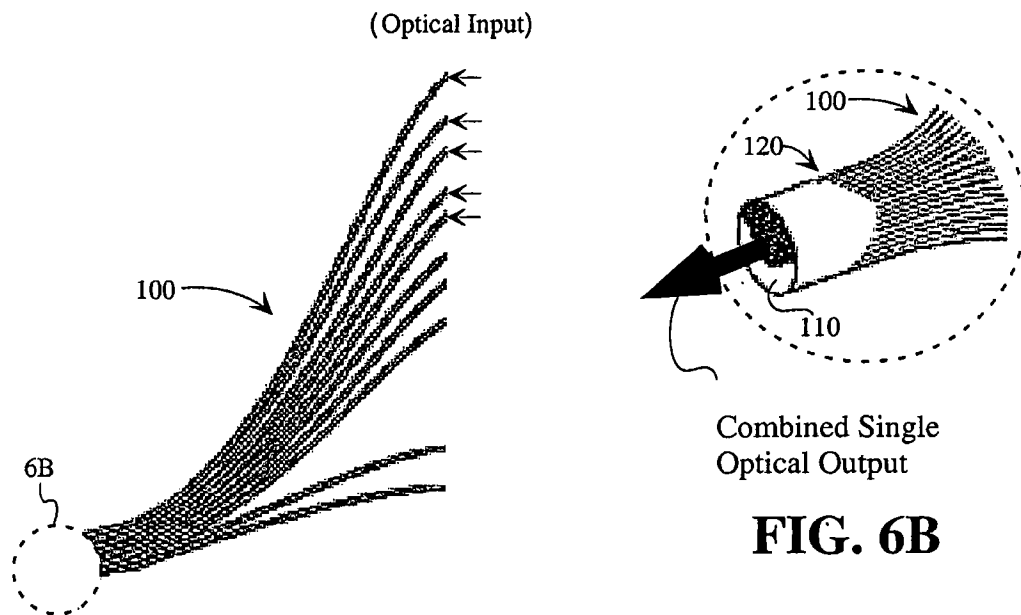 (Optical Input)
100
120
100
110
6B
Combined Single
Optical Output
FIG. 6B